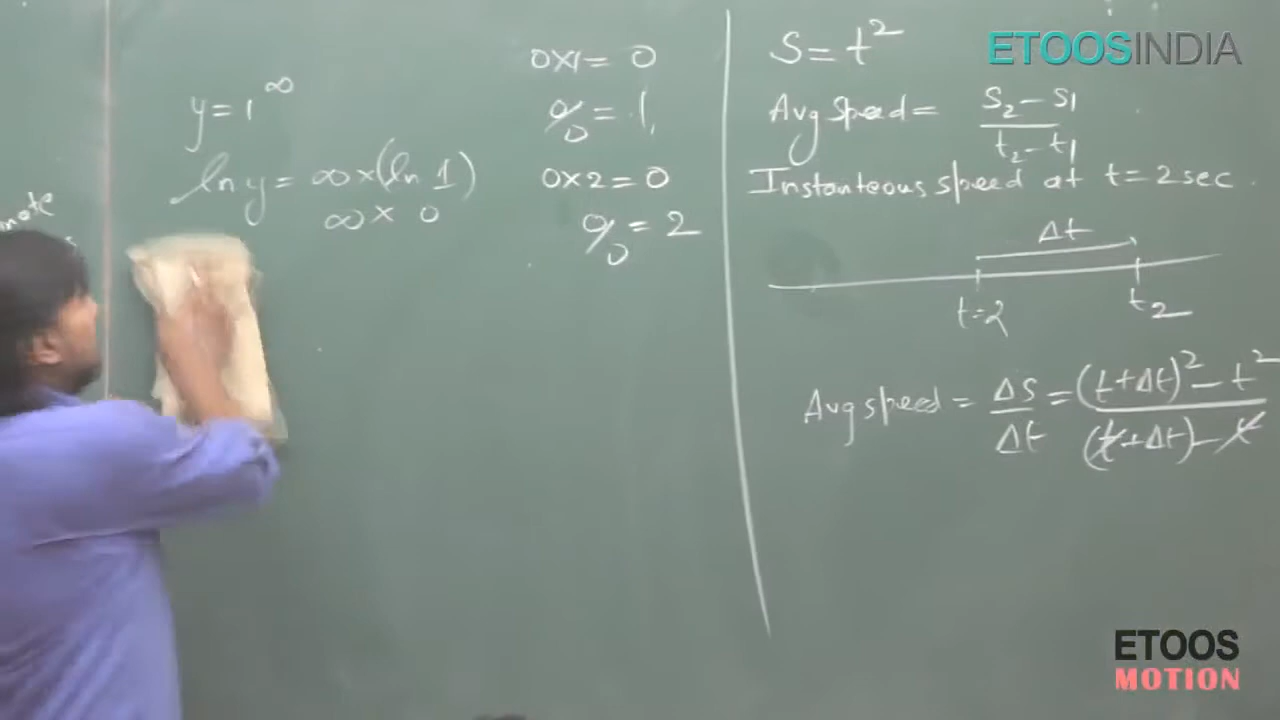 note
y = 1^∞
ln y = ∞ × (ln 1)
∞ × 0
0×1 = 0
0/0 = 1,
0×2 = 0
0/0 = 2
S = t²
Avg speed = (S₂ - S₁)/(t₂ - t₁)
Instanteous speed at t = 2 sec.
Δt
t=2 t₂
Avg speed = ΔS/Δt = ((t+Δt)² - t²)/((t+Δt) - t)
ETOOSINDIA
ETOOS
MOTION